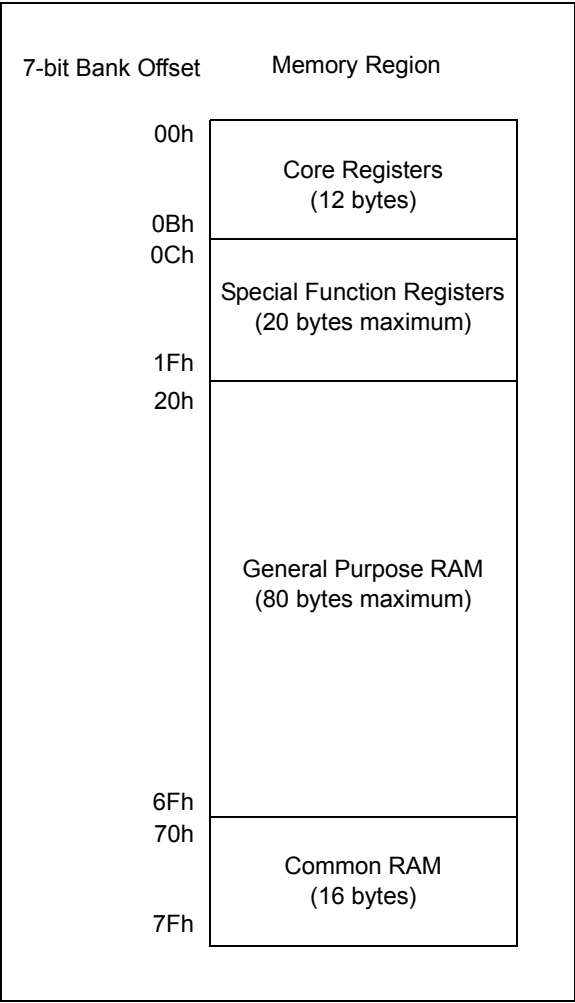 7-bit Bank Offset Memory Region
00h
Core Registers
(12 bytes)
0Bh
0Ch
Special Function Registers
(20 bytes maximum)
1Fh
20h
General Purpose RAM
(80 bytes maximum)
6Fh
70h
Common RAM
(16 bytes)
7Fh